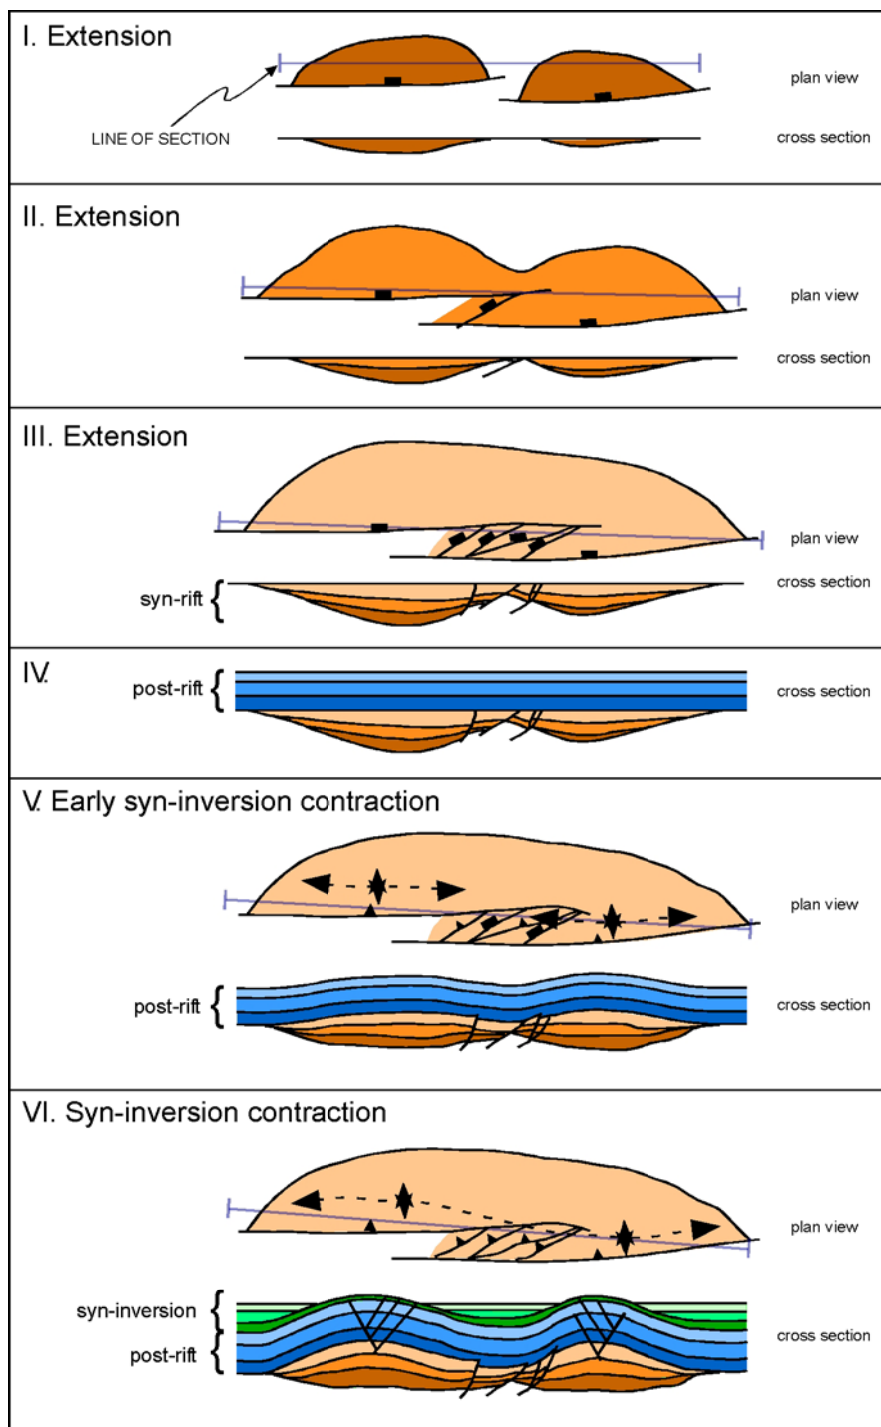 I. Extension
plan view
LINE OF SECTION
cross section
II. Extension
plan view
cross section
III. Extension
plan view
cross section
syn-rift {
IV.
post-rift {
cross section
V. Early syn-inversion contraction
plan view
post-rift {
cross section
VI. Syn-inversion contraction
plan view
syn-inversion {
cross section
post-rift {